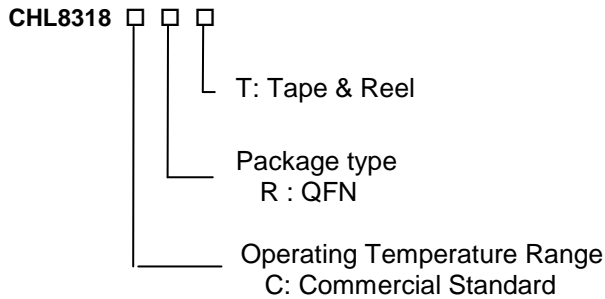 CHL8318 □ □ □
T: Tape & Reel
Package type
R : QFN
Operating Temperature Range
C: Commercial Standard